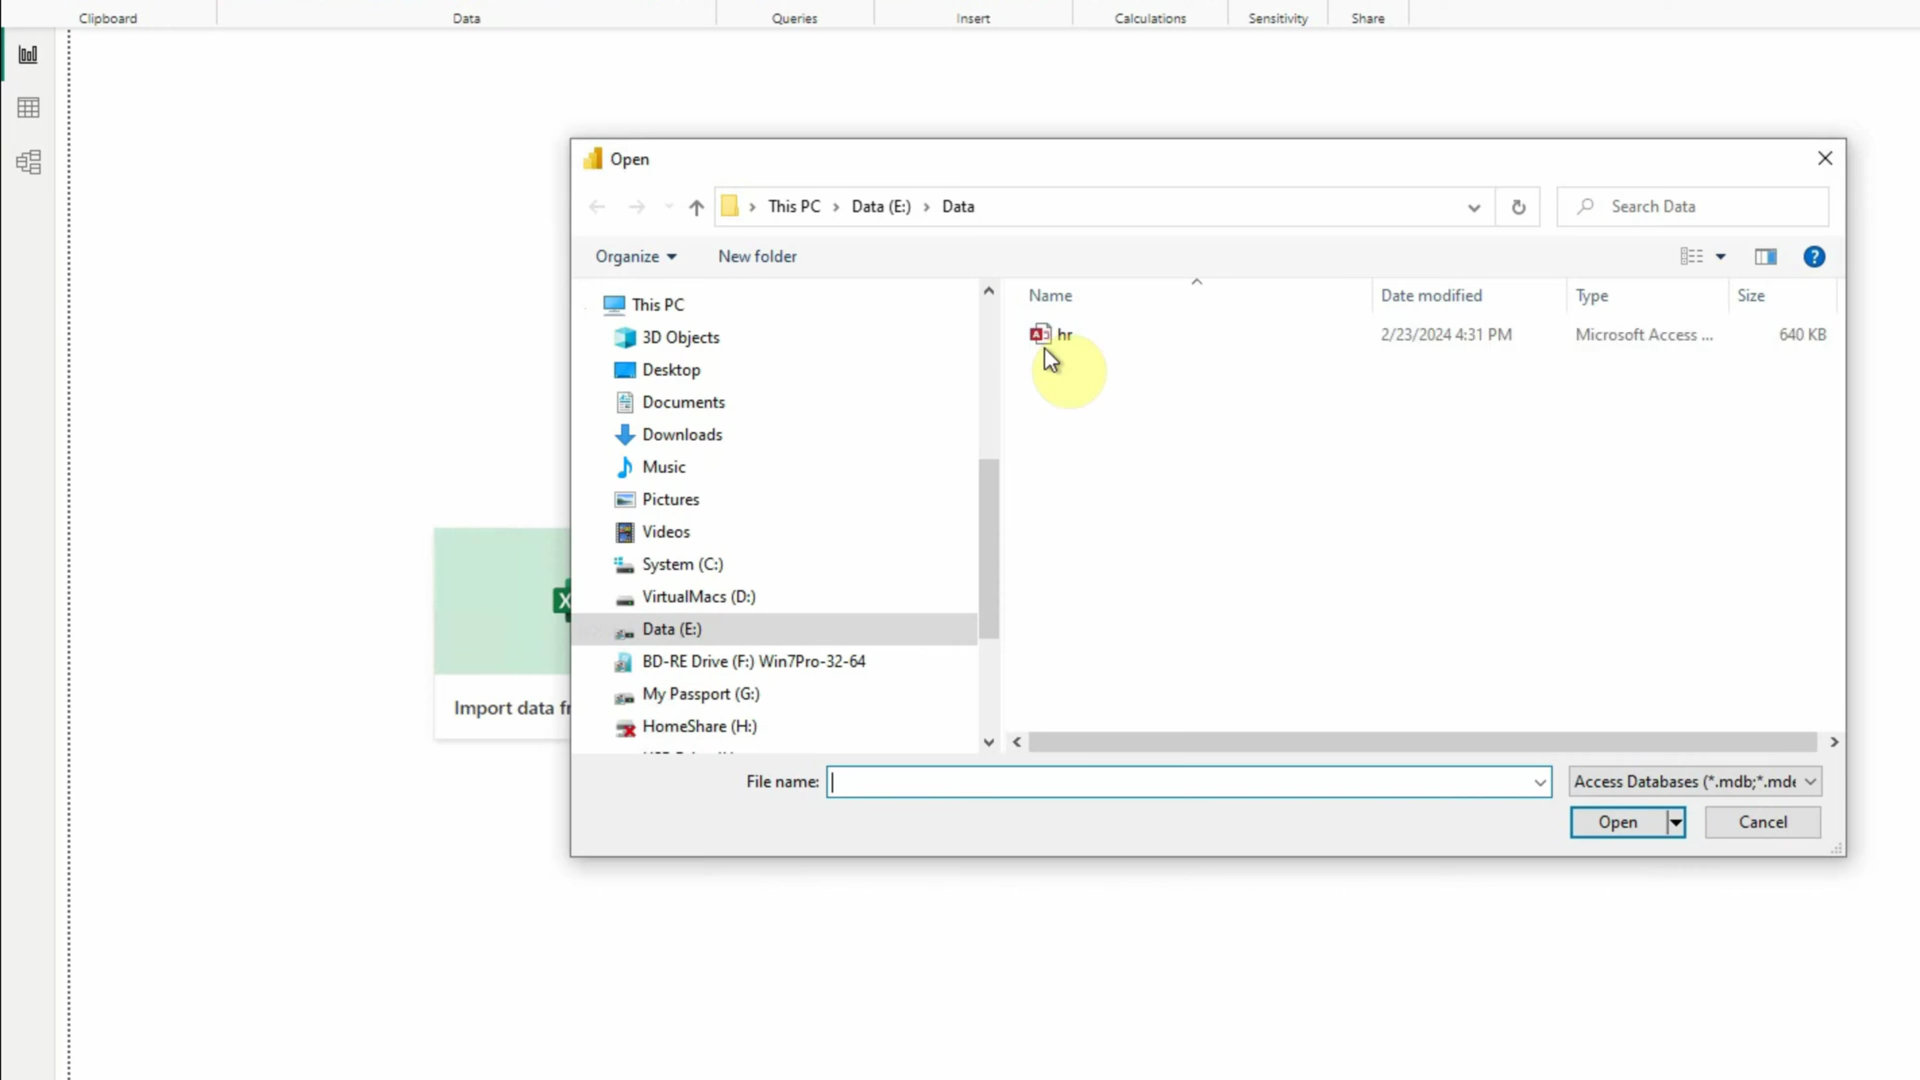 Clipboard
Data
Queries
Insert
Calculations
Sensitivity
Share
Open
This PC
Data (E:)
Data
Search Data
Organize
New folder
?
Name
Date modified
Type
Size
hr
2/23/2024 4:31 PM
Microsoft Access ...
640 KB
This PC
3D Objects
Desktop
Documents
Downloads
Music
Pictures
Videos
System (C:)
VirtualMacs (D:)
Data (E:)
BD-RE Drive (F:) Win7Pro-32-64
My Passport (G:)
HomeShare (H:)
Import data
File name:
Access Databases (*.mdb;*.mde
Open
Cancel